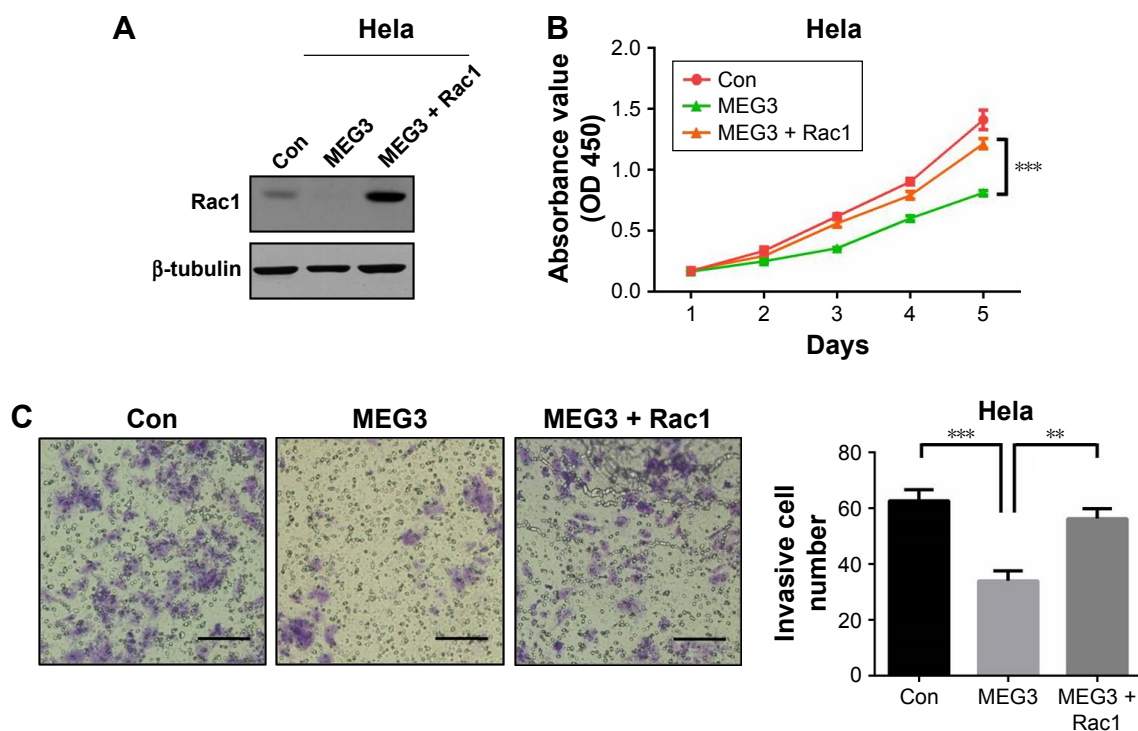 A
Hela
Con
MEG3
MEG3 + Rac1
Rac1
β-tubulin
B
Hela
Absorbance value
(OD 450)
2.0
1.5
1.0
0.5
0.0
Con
MEG3
MEG3 + Rac1
***
1 2 3 4 5
Days
C
Con
MEG3
MEG3 + Rac1
Hela
*** **
Invasive cell
number
80
60
40
20
0
Con
MEG3
MEG3 +
Rac1